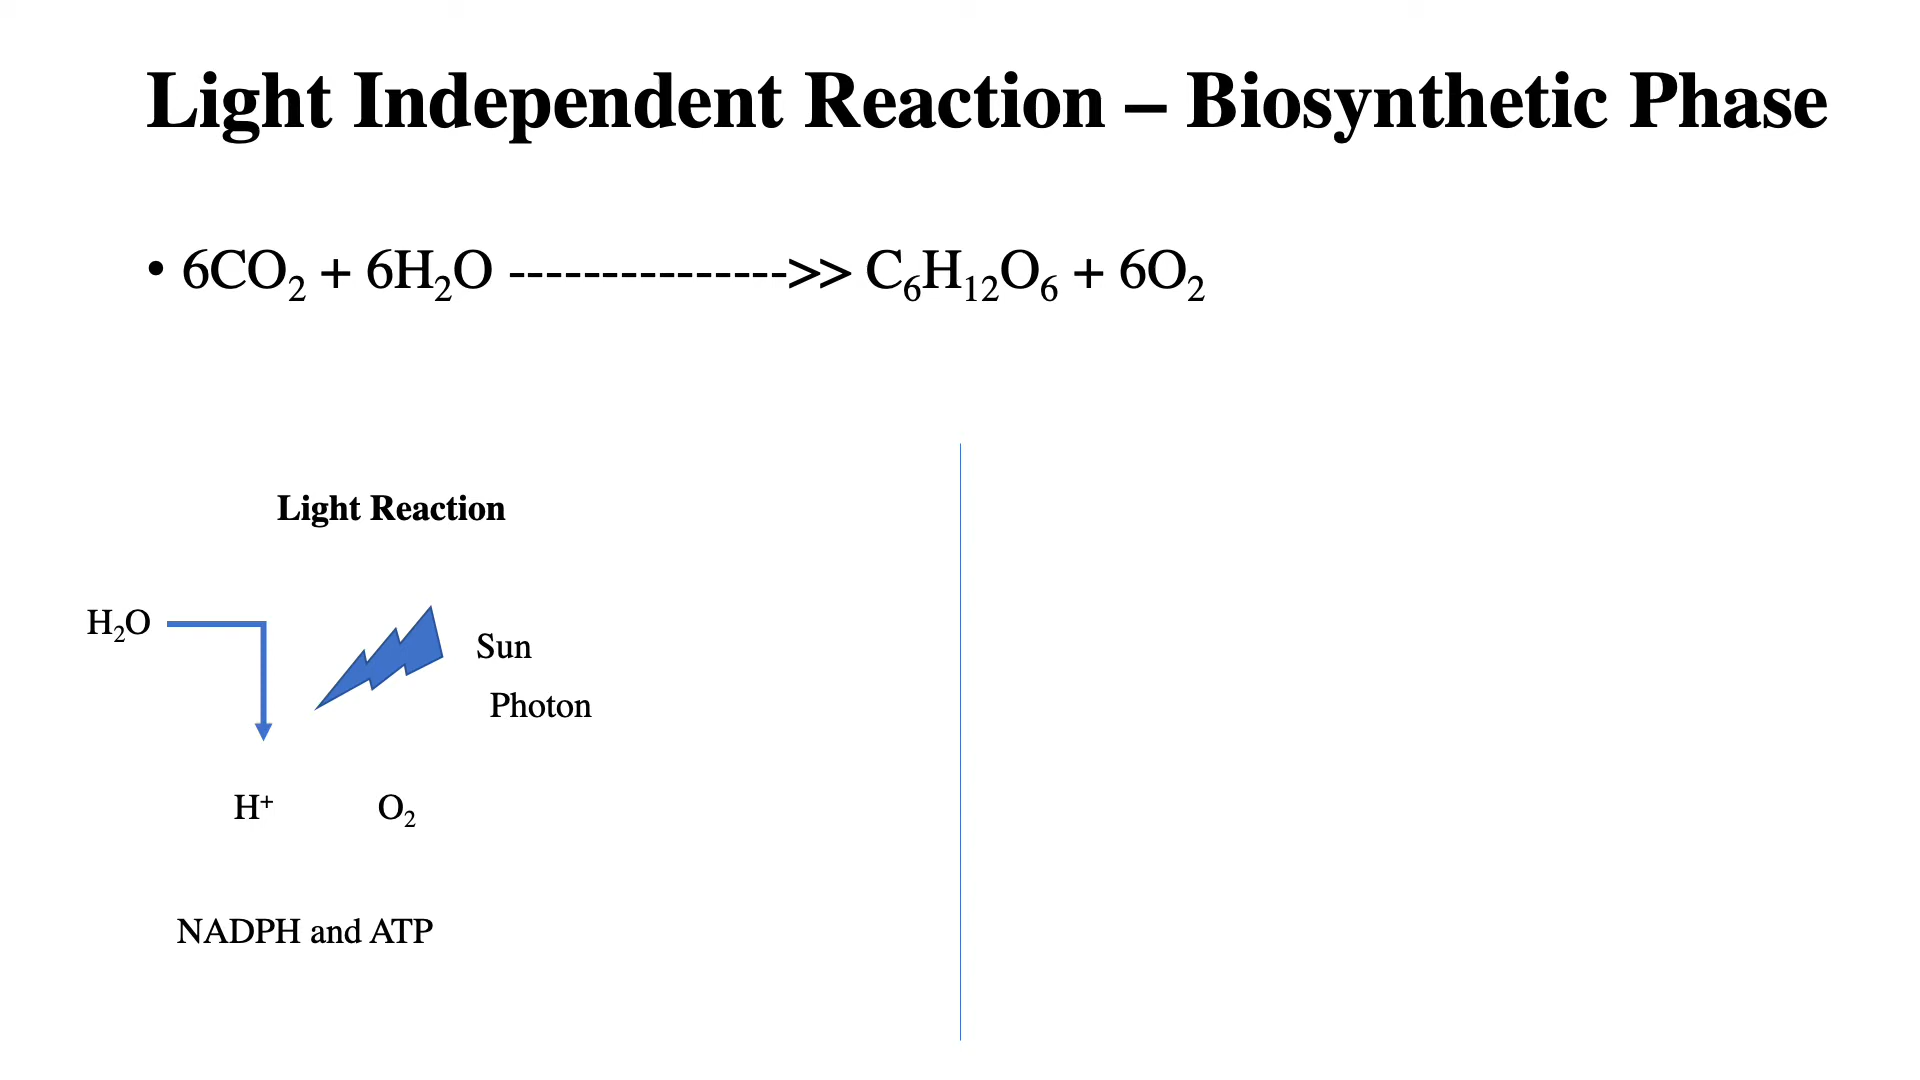 Light Independent Reaction – Biosynthetic Phase
• 6CO₂ + 6H₂O --------------->> C₆H₁₂O₆ + 6O₂
Light Reaction
H₂O
Sun
Photon
H⁺ O₂
NADPH and ATP